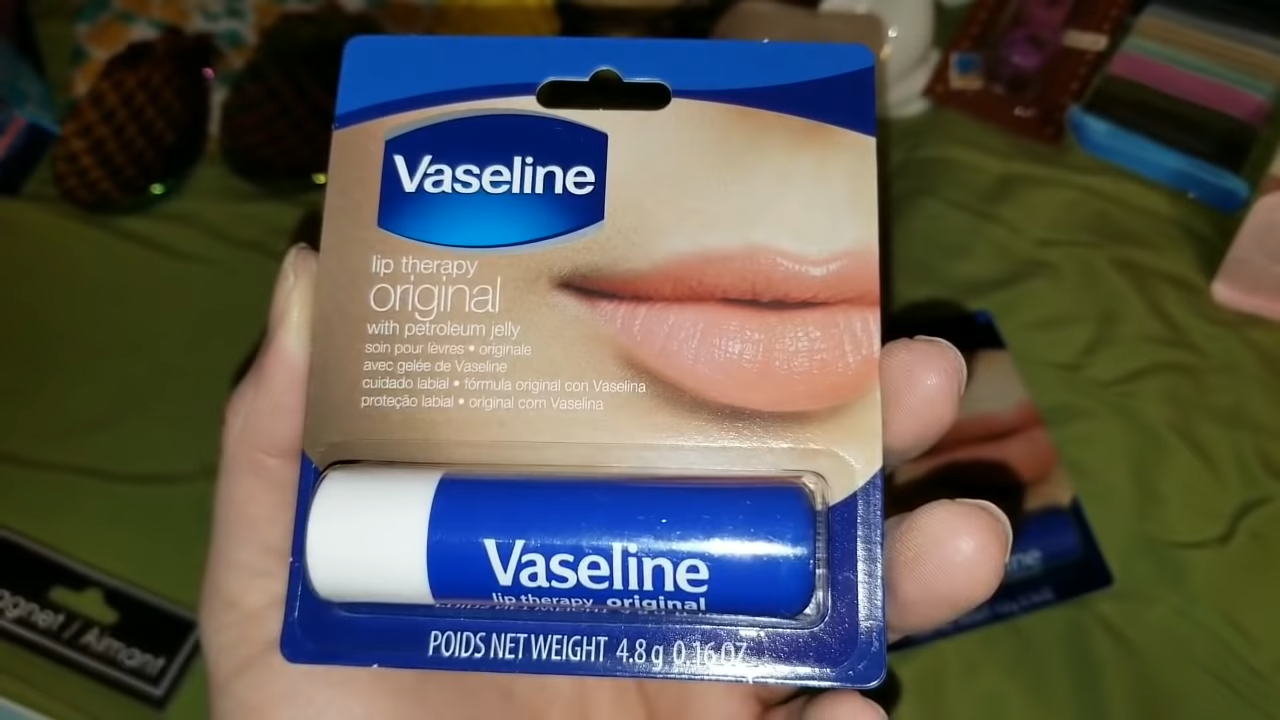 Vaseline
lip therapy
original
with petroleum jelly
soin pour lèvres • originale
avec gelée de Vaseline
cuidado labial • fórmula original con Vaselina
proteção labial • original com Vaselina
Vaseline
lip therapy original
POIDS NET WEIGHT 4.8 g 0.16 OZ
agnet / Aimant